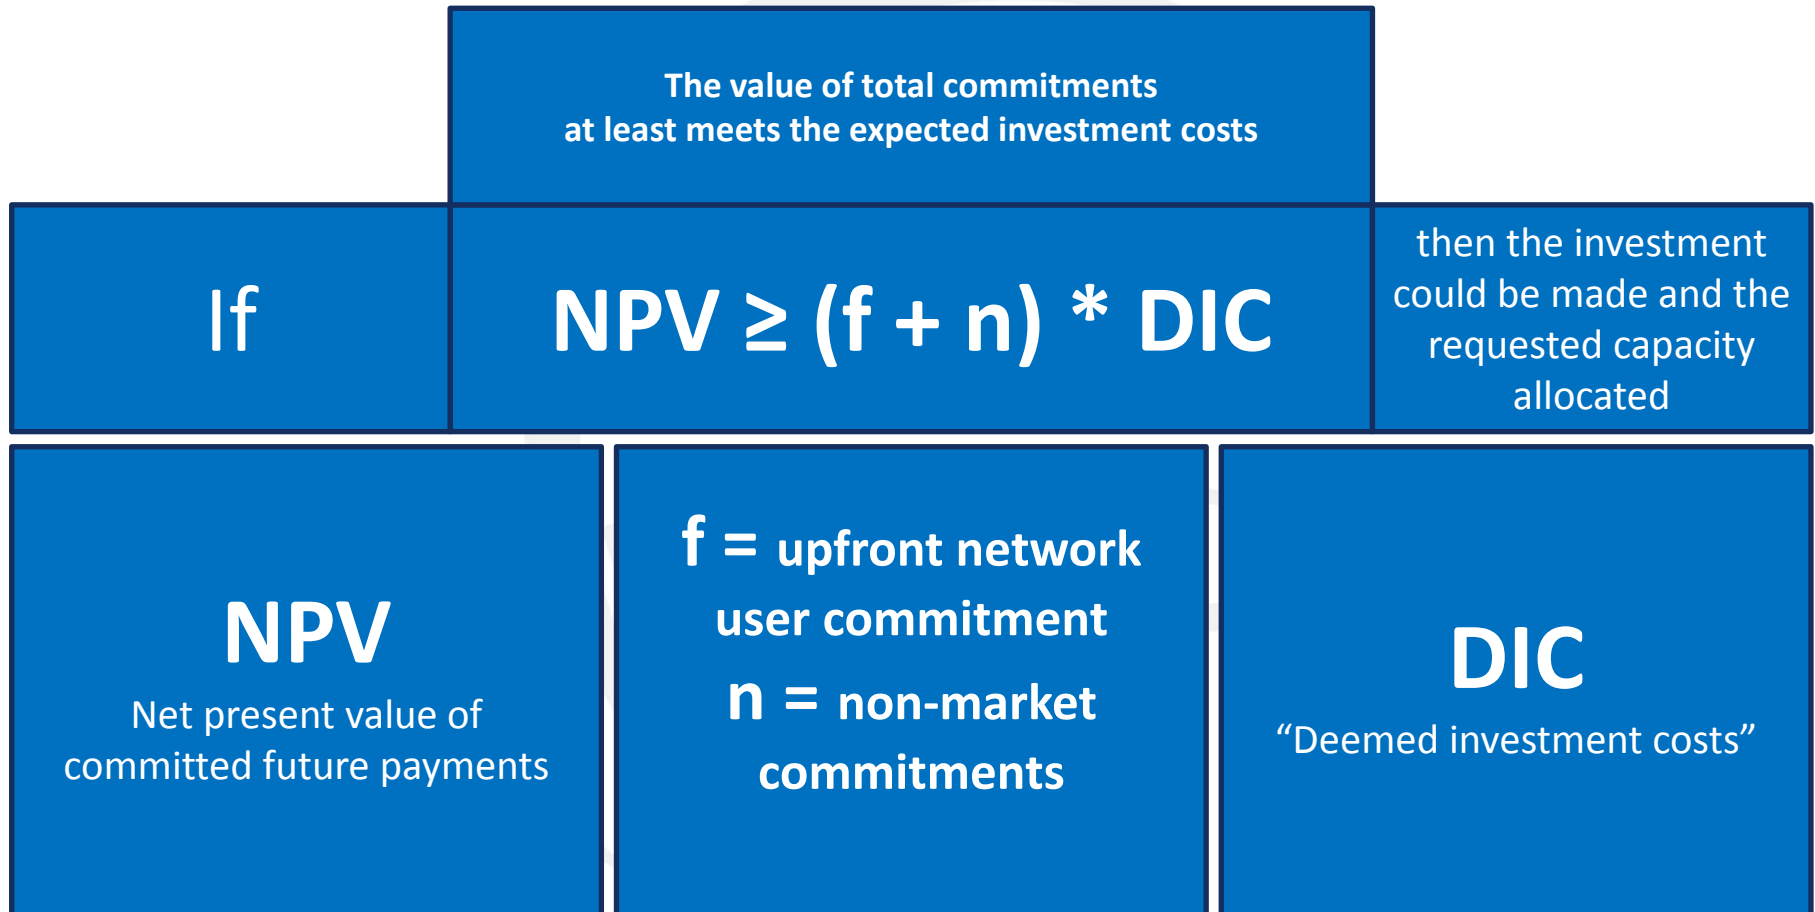 The value of total commitments
at least meets the expected investment costs
If
NPV ≥ (f + n) * DIC
then the investment
could be made and the
requested capacity
allocated
NPV
Net present value of
committed future payments
f = upfront network
user commitment
n = non-market
commitments
DIC
“Deemed investment costs”